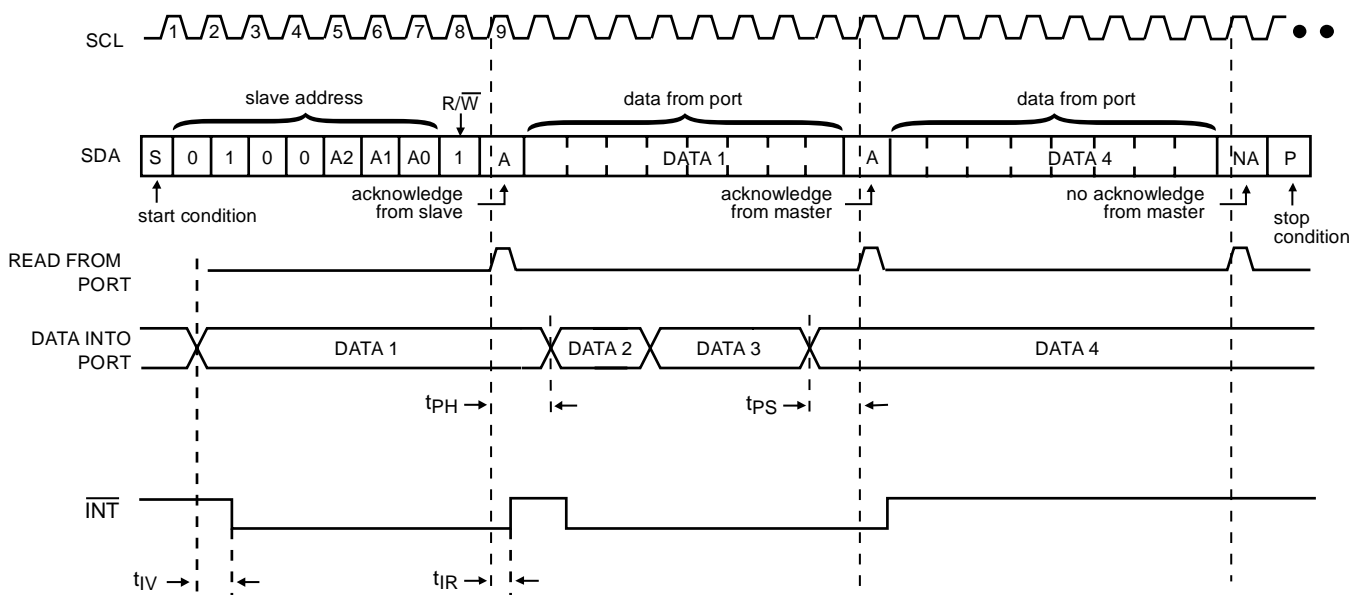 SCL 1 2 3 4 5 6 7 8 9
slave address R/W̅ data from port data from port
SDA S 0 1 0 0 A2 A1 A0 1 A DATA 1 A DATA 4 NA P
start condition
acknowledge
from slave
acknowledge
from master
no acknowledge
from master
stop
condition
READ FROM
PORT
DATA INTO
PORT
DATA 1 DATA 2 DATA 3 DATA 4
tPH tPS
I̅N̅T̅
tIV tIR